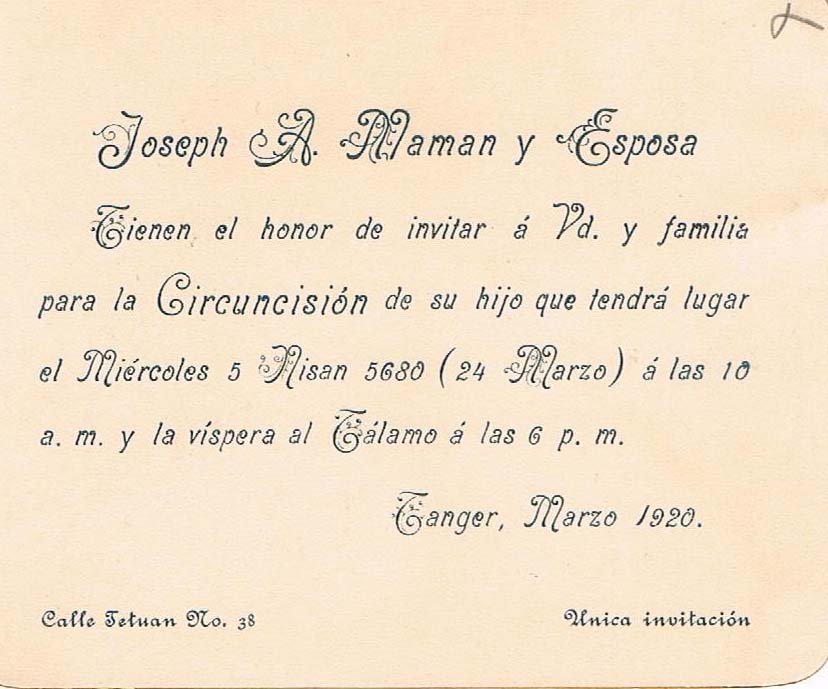 Joseph A. Maman y Esposa
Tienen el honor de invitar á Vd. y familia
para la Circuncisión de su hijo que tendrá lugar
el Miércoles 5 Nisan 5680 (24 Marzo) á las 10
a. m. y la víspera al Tálamo á las 6 p. m.
Tanger, Marzo 1920.
Calle Tetuan No. 38
Unica invitación